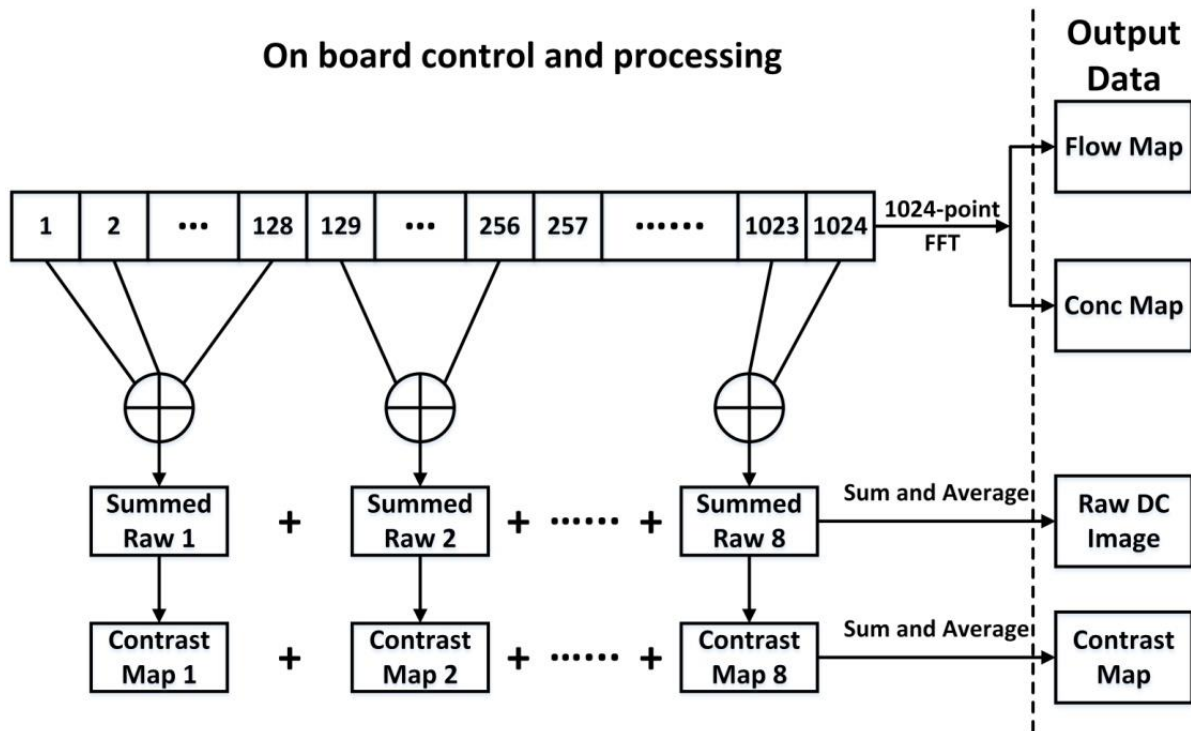 On board control and processing
Output
Data
Flow Map
1 2 ... 128 129 ... 256 257 ...... 1023 1024
1024-point
FFT
Conc Map
Summed
Raw 1
+
Summed
Raw 2
+ ...... +
Summed
Raw 8
Sum and Average
Raw DC
Image
Contrast
Map 1
+
Contrast
Map 2
+ ...... +
Contrast
Map 8
Sum and Average
Contrast
Map